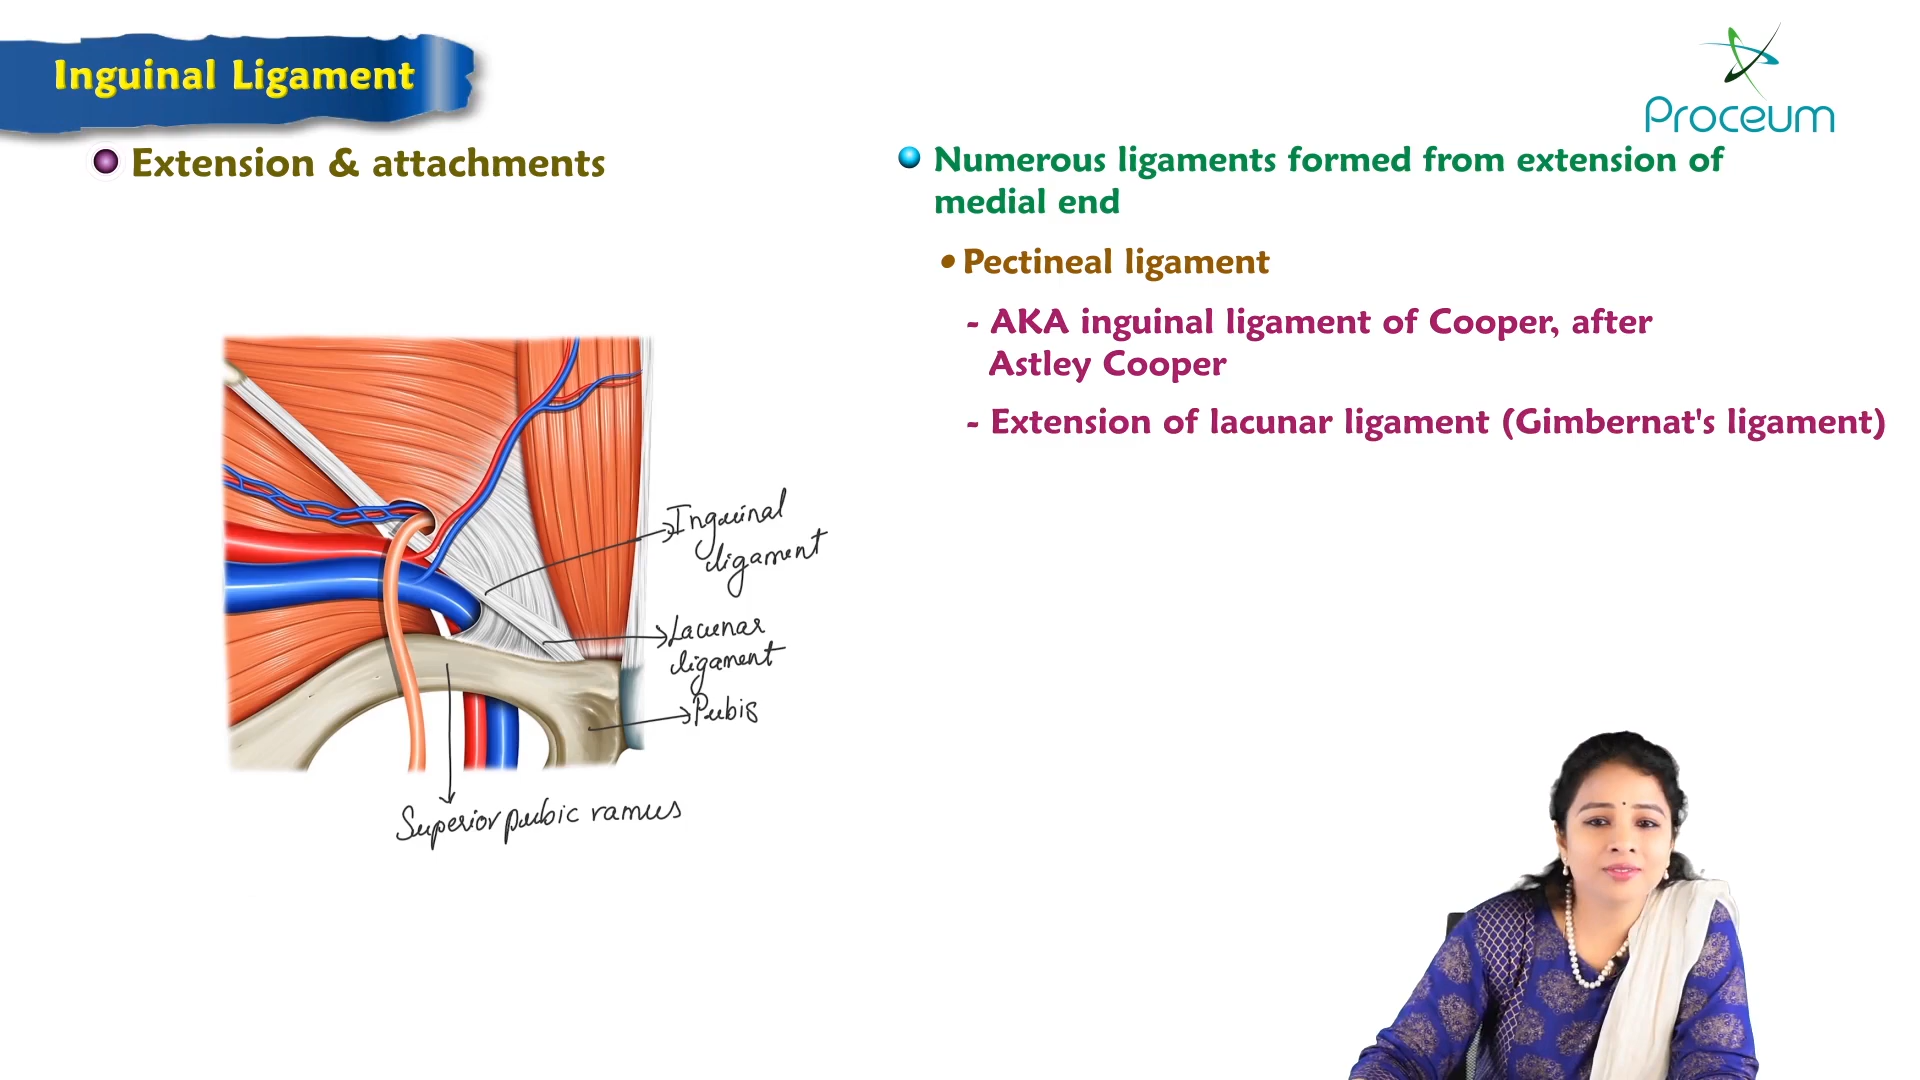 Inguinal Ligament
Proceum
Extension & attachments
Numerous ligaments formed from extension of
medial end
• Pectineal ligament
- AKA inguinal ligament of Cooper, after
Astley Cooper
- Extension of lacunar ligament (Gimbernat's ligament)
Inguinal
ligament
Lacunar
ligament
Pubis
Superior pubic ramus